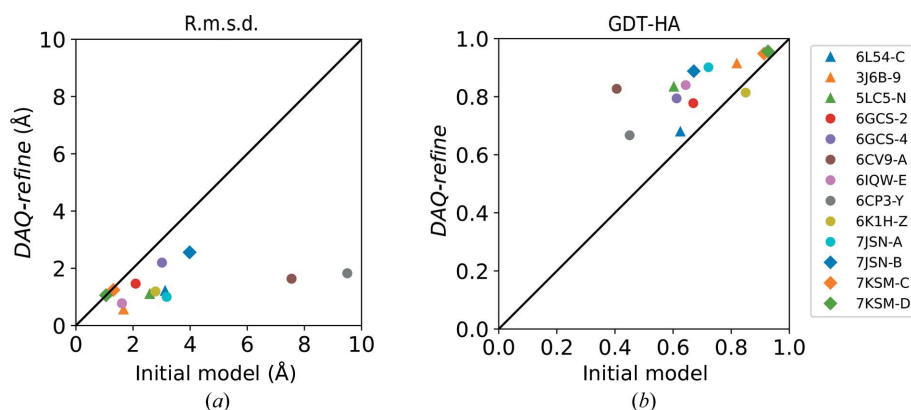 R.m.s.d.
10
8
6
4
2
0
0
2
4
6
8
10
DAQ-refine (Å)
Initial model (Å)
(a)
GDT-HA
1.0
0.8
0.6
0.4
0.2
0.0
0.0
0.2
0.4
0.6
0.8
1.0
DAQ-refine
Initial model
(b)
6L54-C
3J6B-9
5LC5-N
6GCS-2
6GCS-4
6CV9-A
6IQW-E
6CP3-Y
6K1H-Z
7JSN-A
7JSN-B
7KSM-C
7KSM-D